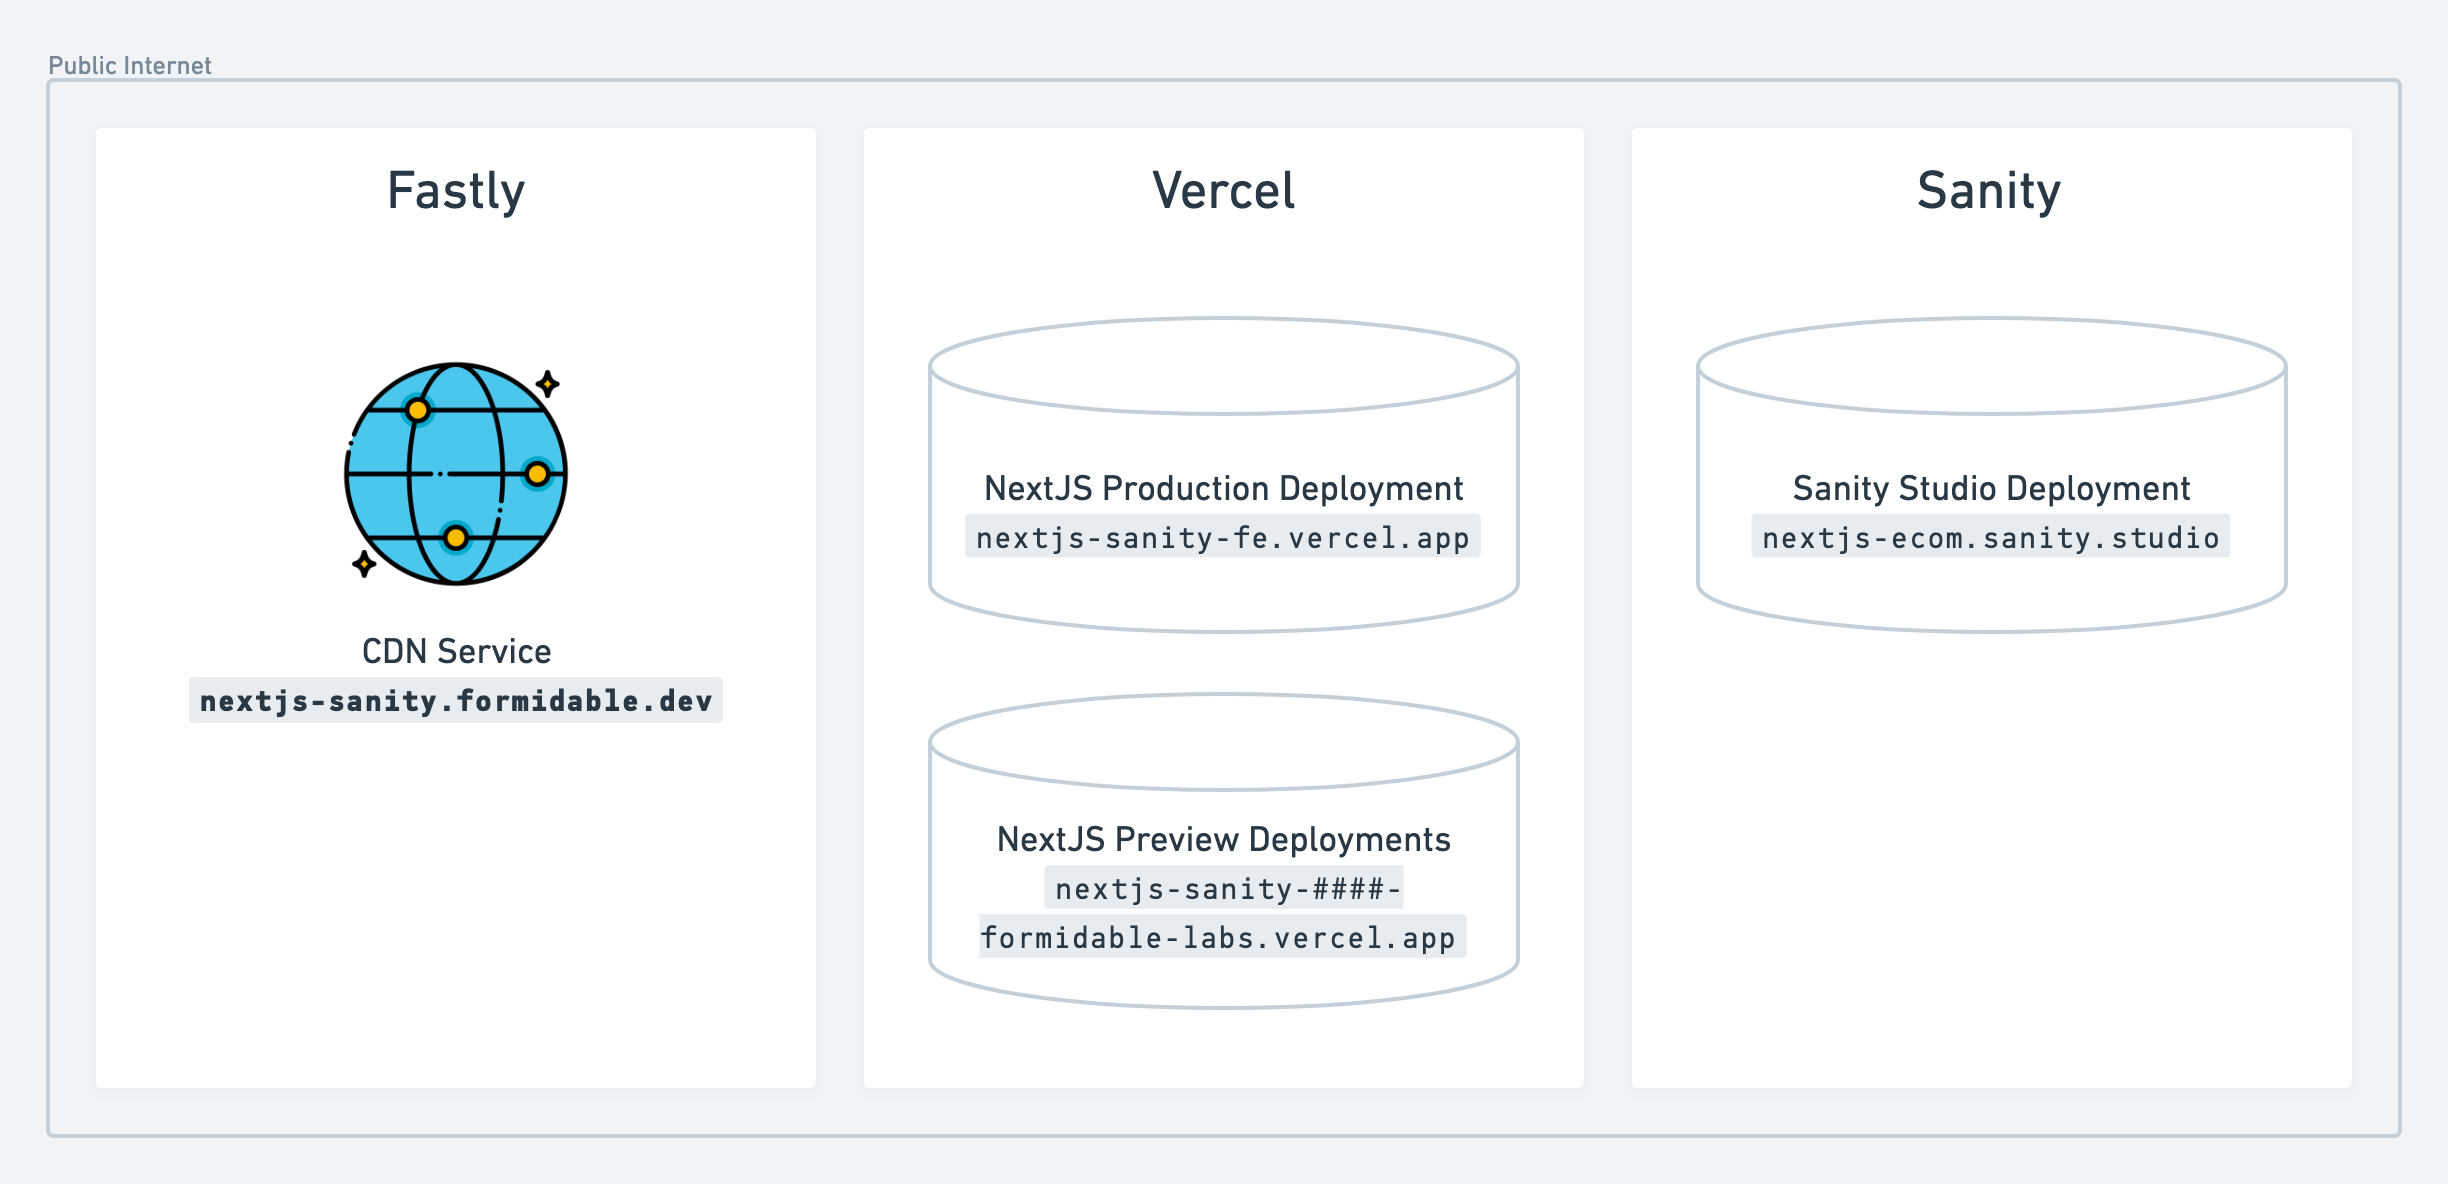 Public Internet
Fastly
CDN Service
nextjs-sanity.formidable.dev
Vercel
NextJS Production Deployment
nextjs-sanity-fe.vercel.app
NextJS Preview Deployments
nextjs-sanity-####-
formidable-labs.vercel.app
Sanity
Sanity Studio Deployment
nextjs-ecom.sanity.studio